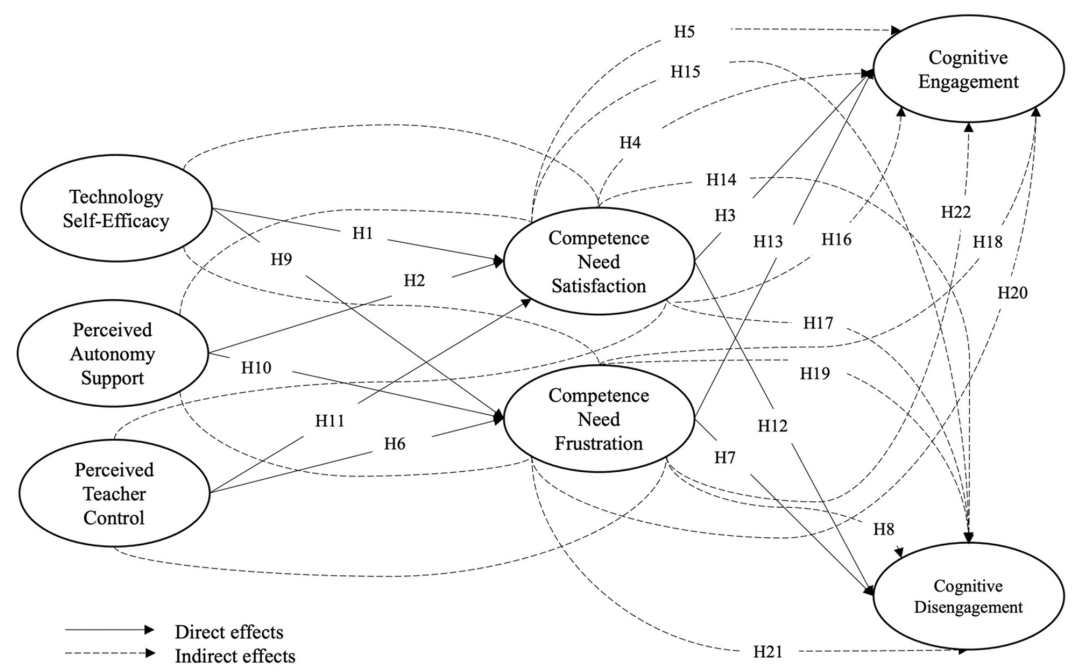 H5
Cognitive
Engagement
H15
H4
H14
Technology
Self-Efficacy
H3
H22
H1
H13
H16
H18
Competence
Need
Satisfaction
H9
H2
H20
Perceived
Autonomy
Support
H17
H10
H19
Competence
Need
Frustration
H11
H12
H6
H7
Perceived
Teacher
Control
H8
Cognitive
Disengagement
Direct effects
Indirect effects
H21